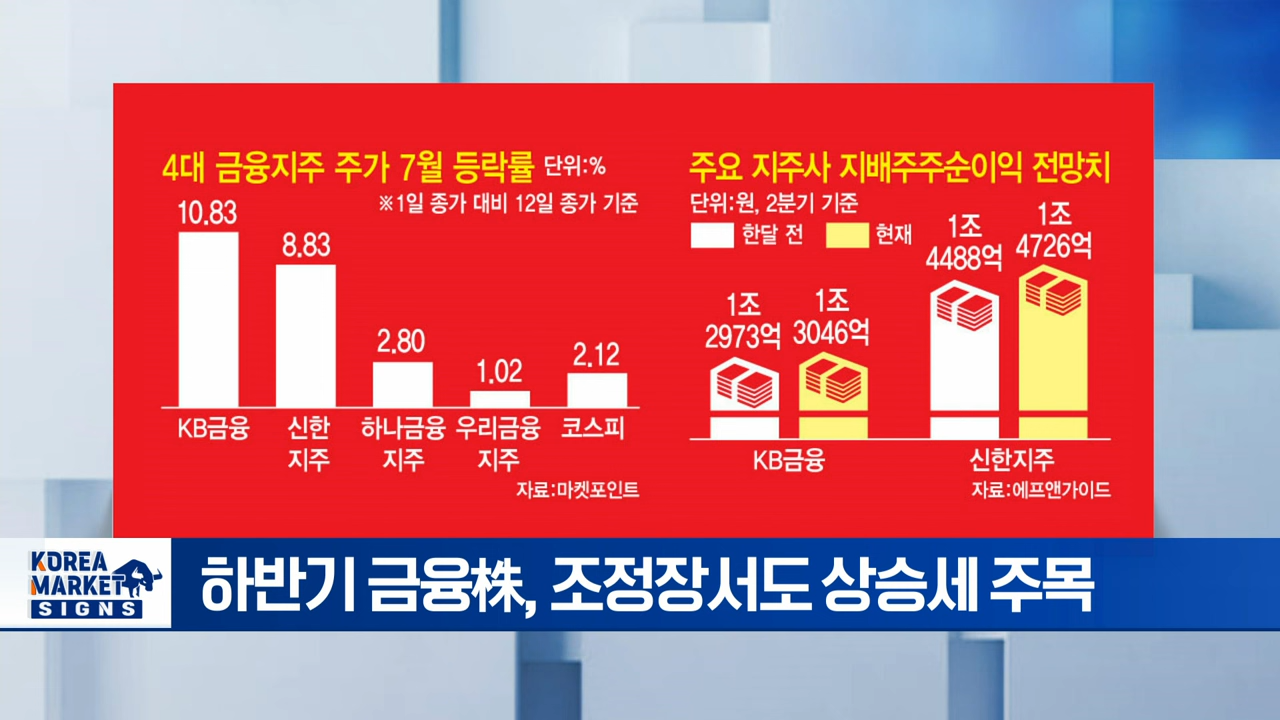 4대 금융지주 주가 7월 등락률 단위:%
※1일 종가 대비 12일 종가 기준
10.83
8.83
2.80
1.02
2.12
KB금융
신한
지주
하나금융
지주
우리금융
지주
코스피
자료:마켓포인트
주요 지주사 지배주주순이익 전망치
단위:원, 2분기 기준
한달 전
현재
1조
2973억
1조
3046억
1조
4488억
1조
4726억
KB금융
신한지주
자료:에프앤가이드
KOREA
MARKET
SIGNS
하반기 금융株, 조정장서도 상승세 주목